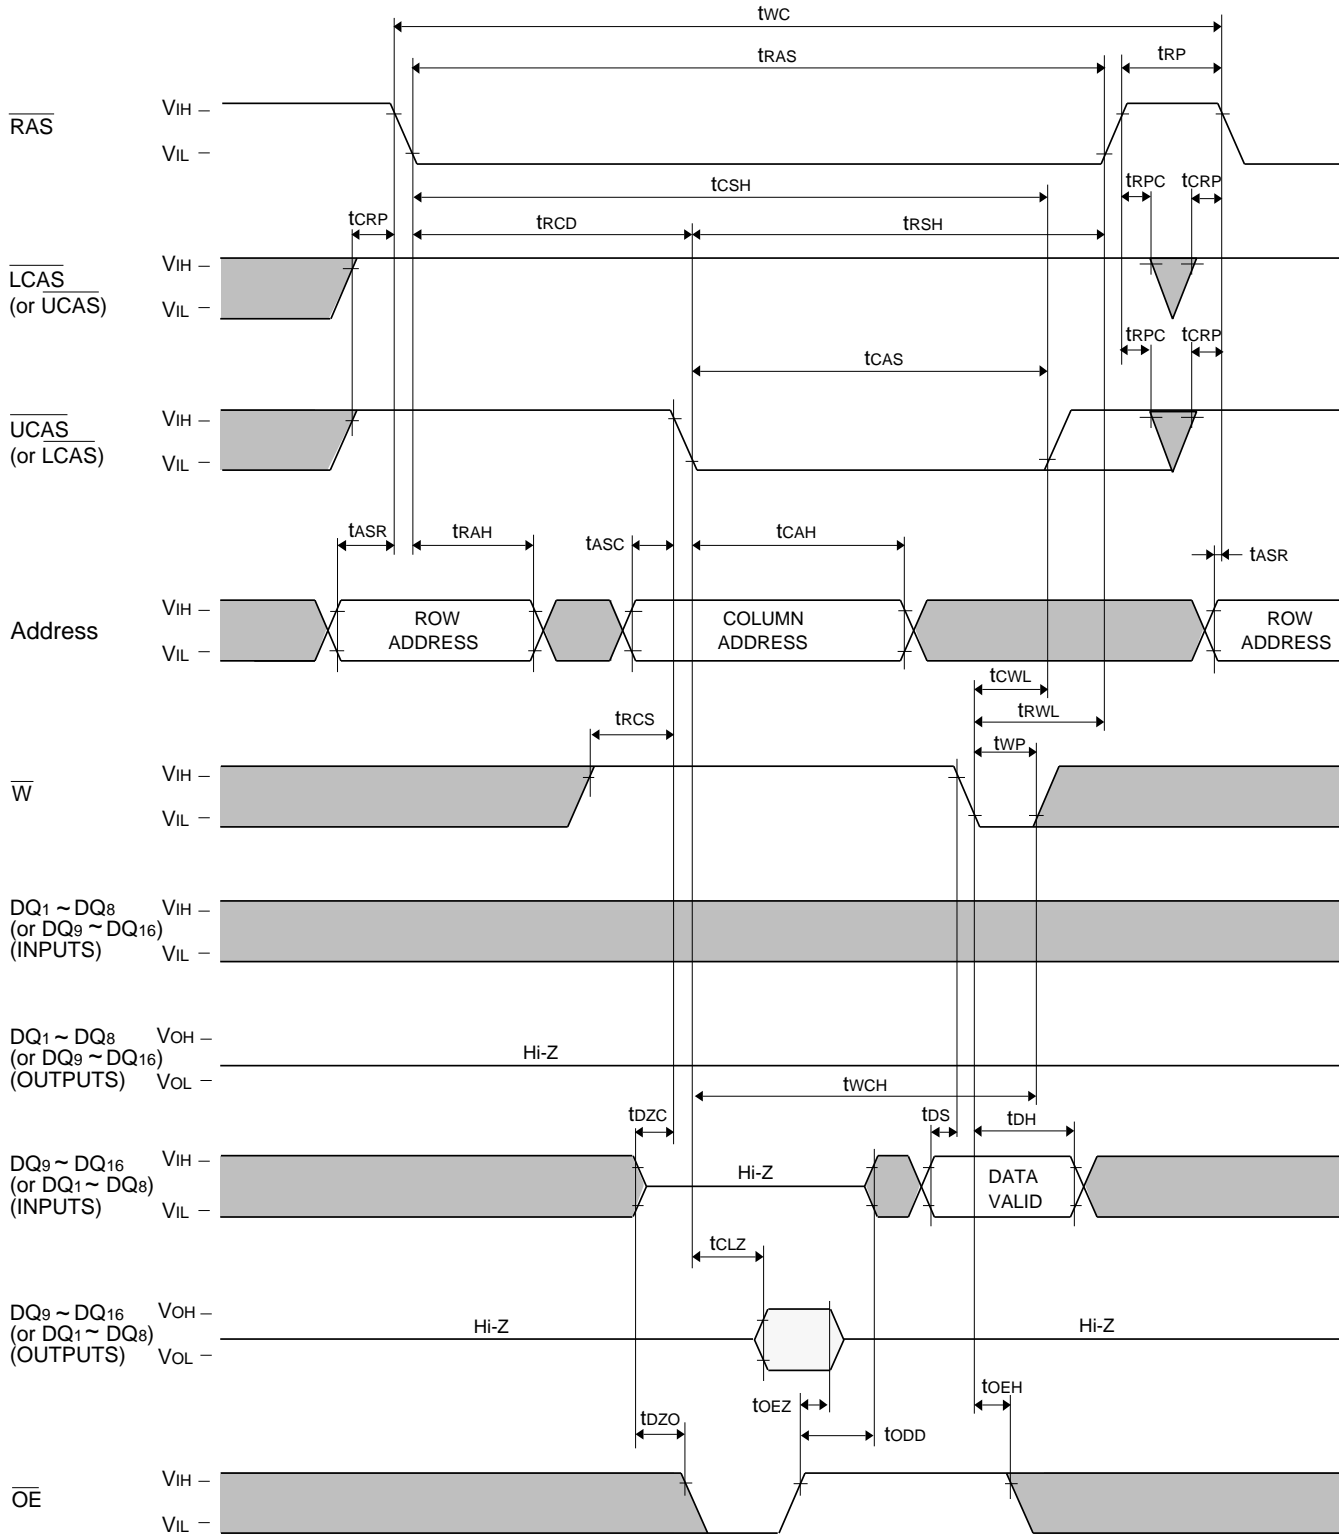 tWC
tRAS
tRP
RAS
VIH –
VIL –
tCSH
tRPC
tCRP
tCRP
tRCD
tRSH
LCAS
(or UCAS)
VIH –
VIL –
tRPC
tCRP
tCAS
UCAS
(or LCAS)
VIH –
VIL –
tASR
tRAH
tASC
tCAH
tASR
Address
VIH –
VIL –
ROW
ADDRESS
COLUMN
ADDRESS
ROW
ADDRESS
tCWL
tRCS
tRWL
tWP
W
VIH –
VIL –
DQ1 ~ DQ8
(or DQ9 ~ DQ16)
(INPUTS)
VIH –
VIL –
DQ1 ~ DQ8
(or DQ9 ~ DQ16)
(OUTPUTS)
VOH –
VOL –
Hi-Z
tWCH
tDZC
tDS
tDH
DQ9 ~ DQ16
(or DQ1 ~ DQ8)
(INPUTS)
VIH –
VIL –
Hi-Z
DATA
VALID
tCLZ
DQ9 ~ DQ16
(or DQ1 ~ DQ8)
(OUTPUTS)
VOH –
VOL –
Hi-Z
Hi-Z
tOEZ
tOEH
tDZO
tODD
OE
VIH –
VIL –